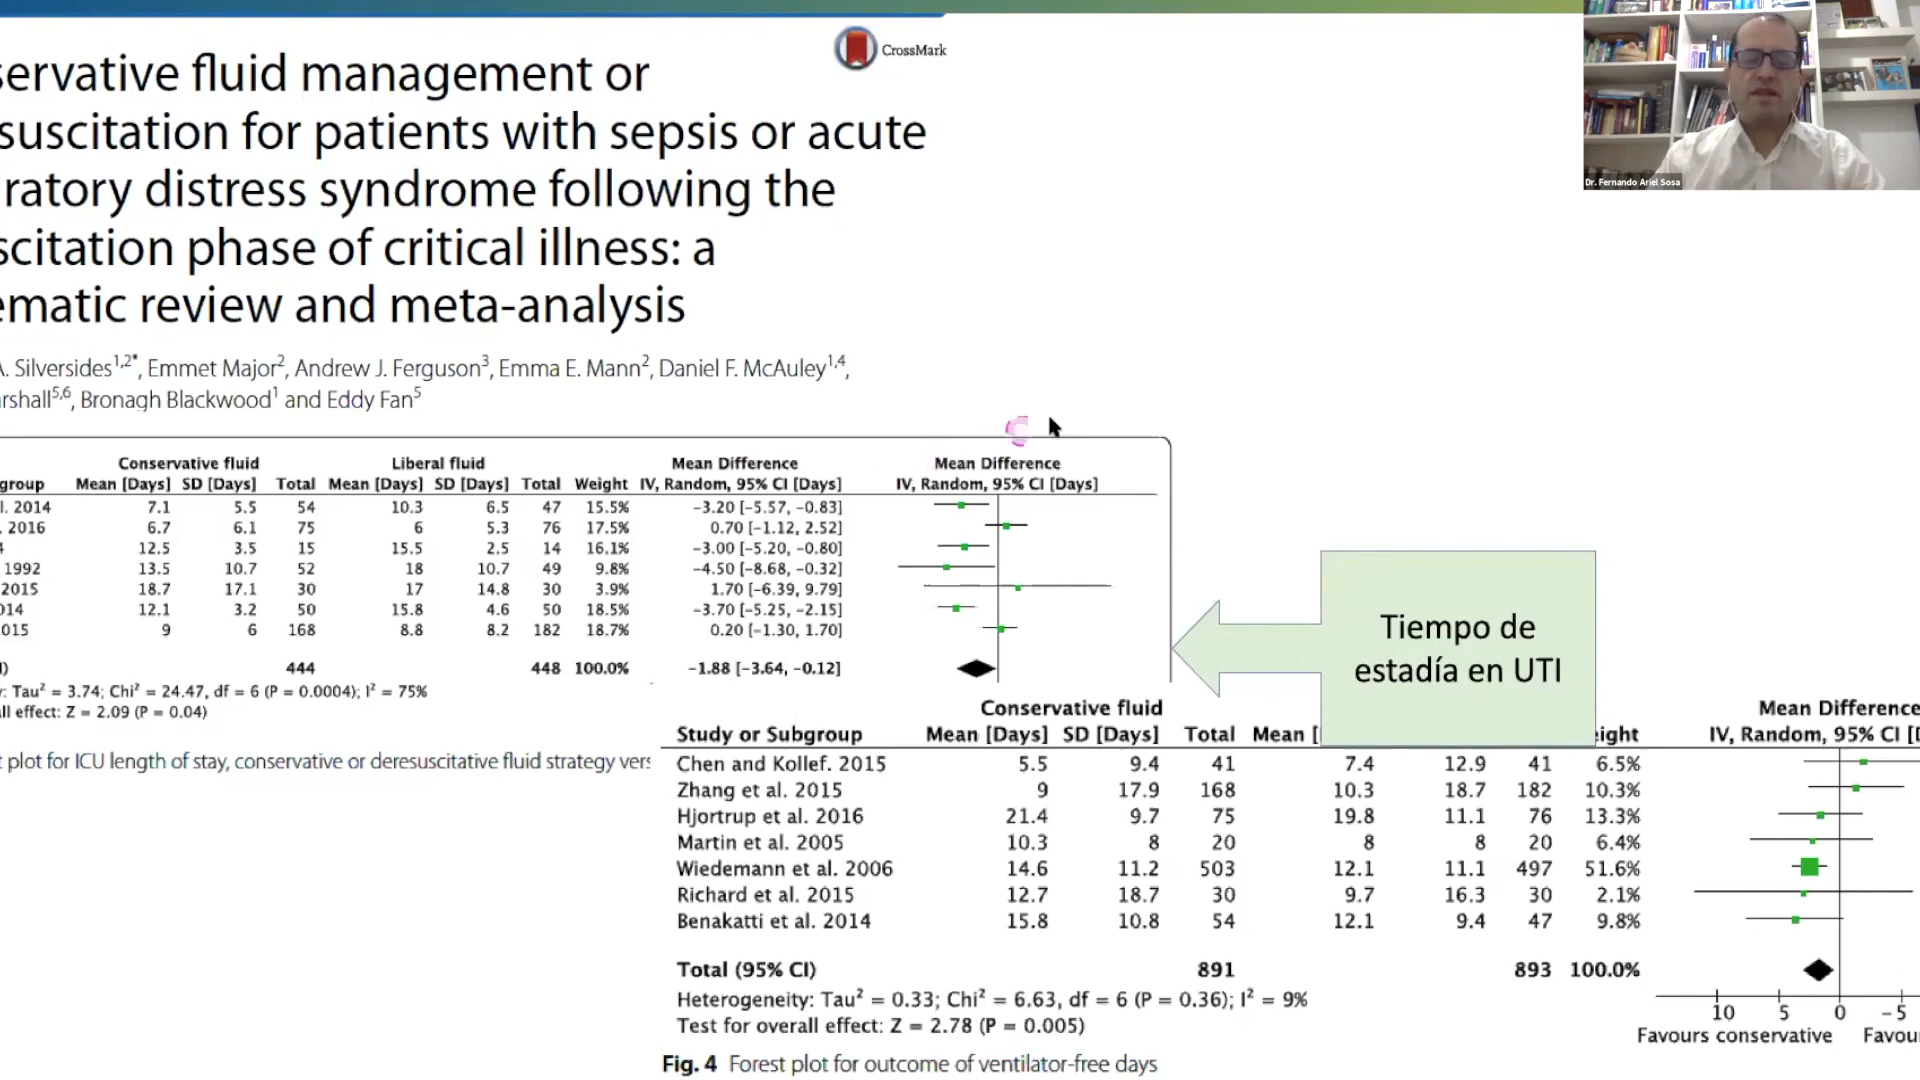 CrossMark
servative fluid management or
suscitation for patients with sepsis or acute
ratory distress syndrome following the
scitation phase of critical illness: a
ematic review and meta-analysis
A. Silversides1,2*, Emmet Major2, Andrew J. Ferguson3, Emma E. Mann2, Daniel F. McAuley1,4,
rshall5,6, Bronagh Blackwood1 and Eddy Fan5
Dr. Fernando Ariel Sosa
Conservative fluid Liberal fluid Mean Difference Mean Difference
group Mean [Days] SD [Days] Total Mean [Days] SD [Days] Total Weight IV, Random, 95% CI [Days] IV, Random, 95% CI [Days]
l. 2014 7.1 5.5 54 10.3 6.5 47 15.5% −3.20 [−5.57, −0.83]
. 2016 6.7 6.1 75 6 5.3 76 17.5% 0.70 [−1.12, 2.52]
4 12.5 3.5 15 15.5 2.5 14 16.1% −3.00 [−5.20, −0.80]
1992 13.5 10.7 52 18 10.7 49 9.8% −4.50 [−8.68, −0.32]
2015 18.7 17.1 30 17 14.8 30 3.9% 1.70 [−6.39, 9.79]
014 12.1 3.2 50 15.8 4.6 50 18.5% −3.70 [−5.25, −2.15]
015 9 6 168 8.8 8.2 182 18.7% 0.20 [−1.30, 1.70]
) 444 448 100.0% −1.88 [−3.64, −0.12]
: Tau² = 3.74; Chi² = 24.47, df = 6 (P = 0.0004); I² = 75%
ll effect: Z = 2.09 (P = 0.04)
t plot for ICU length of stay, conservative or deresuscitative fluid strategy vers
Tiempo de
estadía en UTI
Conservative fluid Mean Difference
Study or Subgroup Mean [Days] SD [Days] Total Mean [ eight IV, Random, 95% CI [D
Chen and Kollef. 2015 5.5 9.4 41 7.4 12.9 41 6.5%
Zhang et al. 2015 9 17.9 168 10.3 18.7 182 10.3%
Hjortrup et al. 2016 21.4 9.7 75 19.8 11.1 76 13.3%
Martin et al. 2005 10.3 8 20 8 8 20 6.4%
Wiedemann et al. 2006 14.6 11.2 503 12.1 11.1 497 51.6%
Richard et al. 2015 12.7 18.7 30 9.7 16.3 30 2.1%
Benakatti et al. 2014 15.8 10.8 54 12.1 9.4 47 9.8%
Total (95% CI) 891 893 100.0%
Heterogeneity: Tau² = 0.33; Chi² = 6.63, df = 6 (P = 0.36); I² = 9%
Test for overall effect: Z = 2.78 (P = 0.005)
10 5 0 −5
Favours conservative Favou
Fig. 4 Forest plot for outcome of ventilator-free days